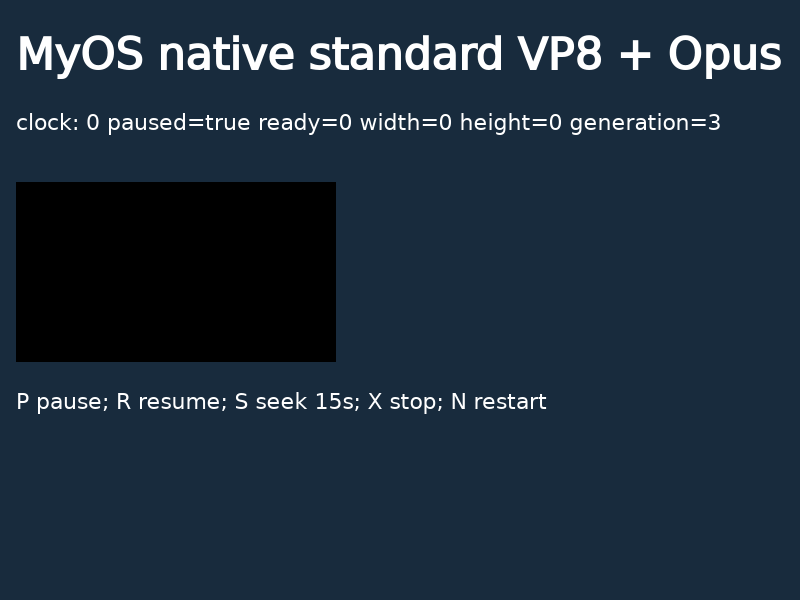 MyOS native standard VP8 + Opus
clock: 0 paused=true ready=0 width=0 height=0 generation=3
P pause; R resume; S seek 15s; X stop; N restart